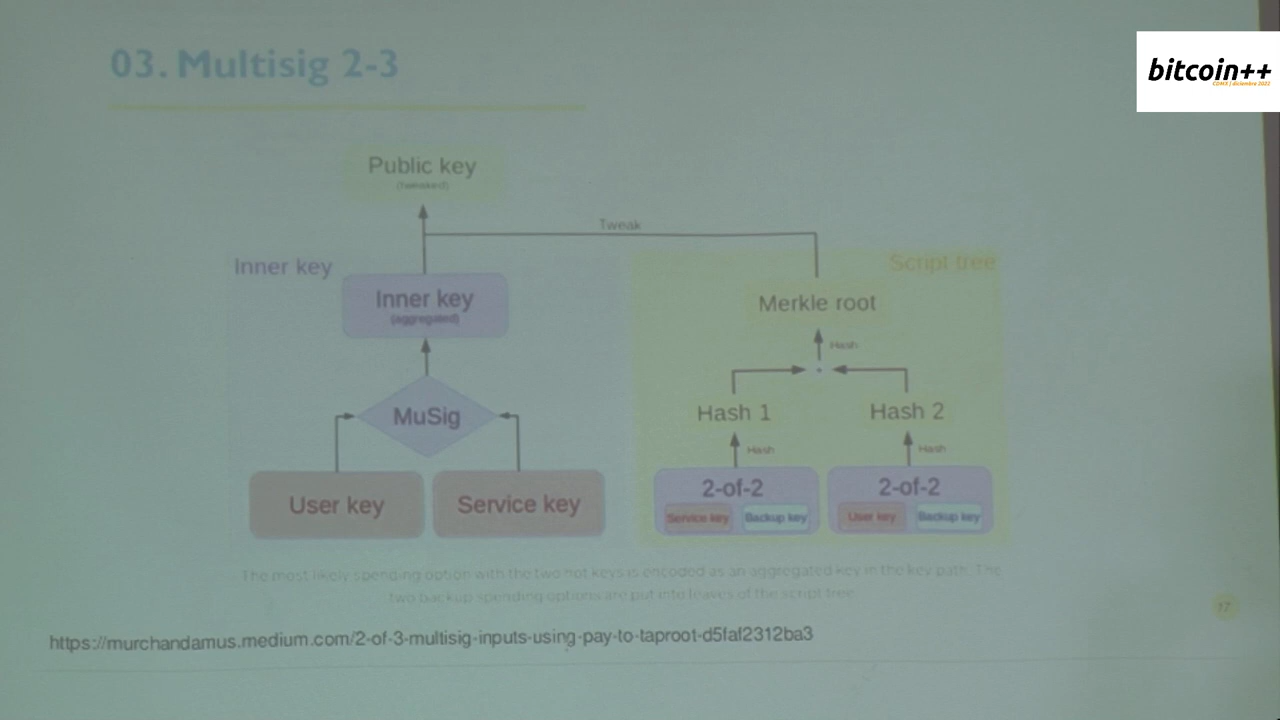 03. Multisig 2-3
bitcoin++
CDMX | diciembre 2022
Public key
(tweaked)
Tweak
Inner key
Script tree
Inner key
(aggregated)
Merkle root
Hash
MuSig
Hash 1
Hash 2
Hash
Hash
User key
Service key
2-of-2
2-of-2
Service key
Backup key
User key
Backup key
The most likely spending option with the two hot keys is encoded as an aggregated key in the key path. The
two backup spending options are put into leaves of the script tree.
17
https://murchandamus.medium.com/2-of-3-multisig-inputs-using-pay-to-taproot-d5faf2312ba3